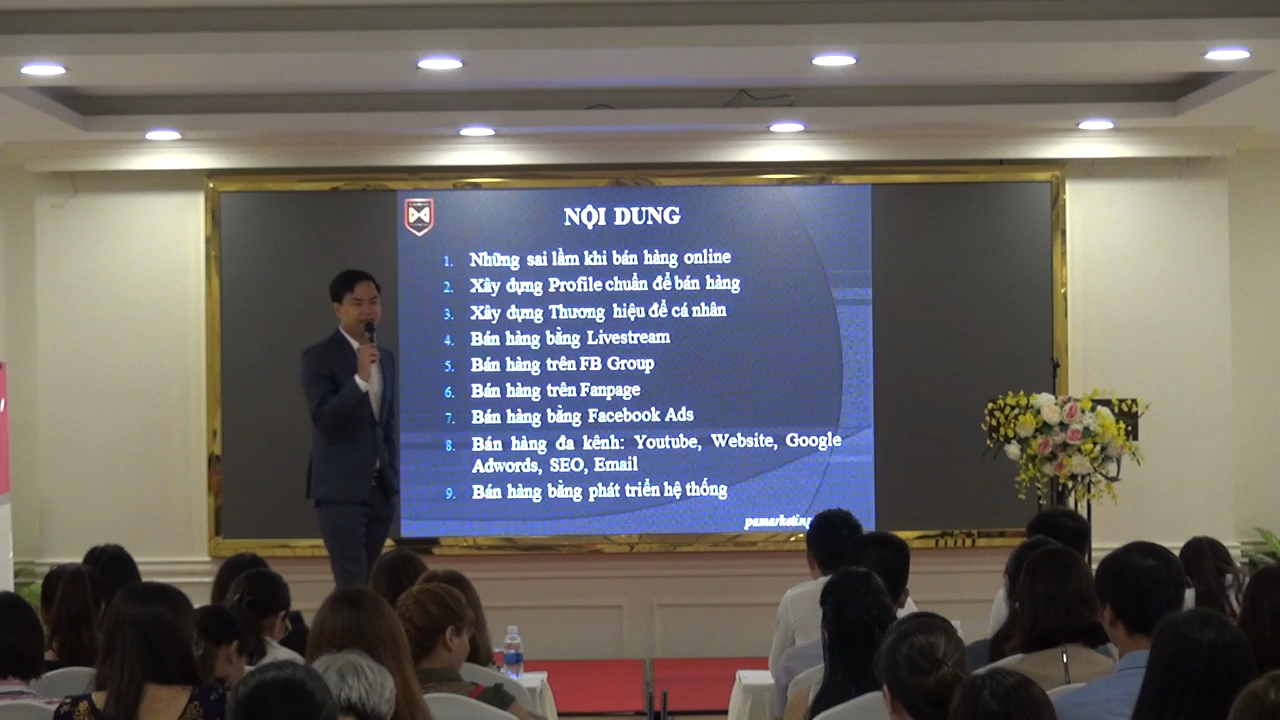 NỘI DUNG
1. Những sai lầm khi bán hàng online
2. Xây dựng Profile chuẩn để bán hàng
3. Xây dựng Thương hiệu để cá nhân
4. Bán hàng bằng Livestream
5. Bán hàng trên FB Group
6. Bán hàng trên Fanpage
7. Bán hàng bằng Facebook Ads
8. Bán hàng đa kênh: Youtube, Website, Google
Adwords, SEO, Email
9. Bán hàng bằng phát triển hệ thống
pamarketing